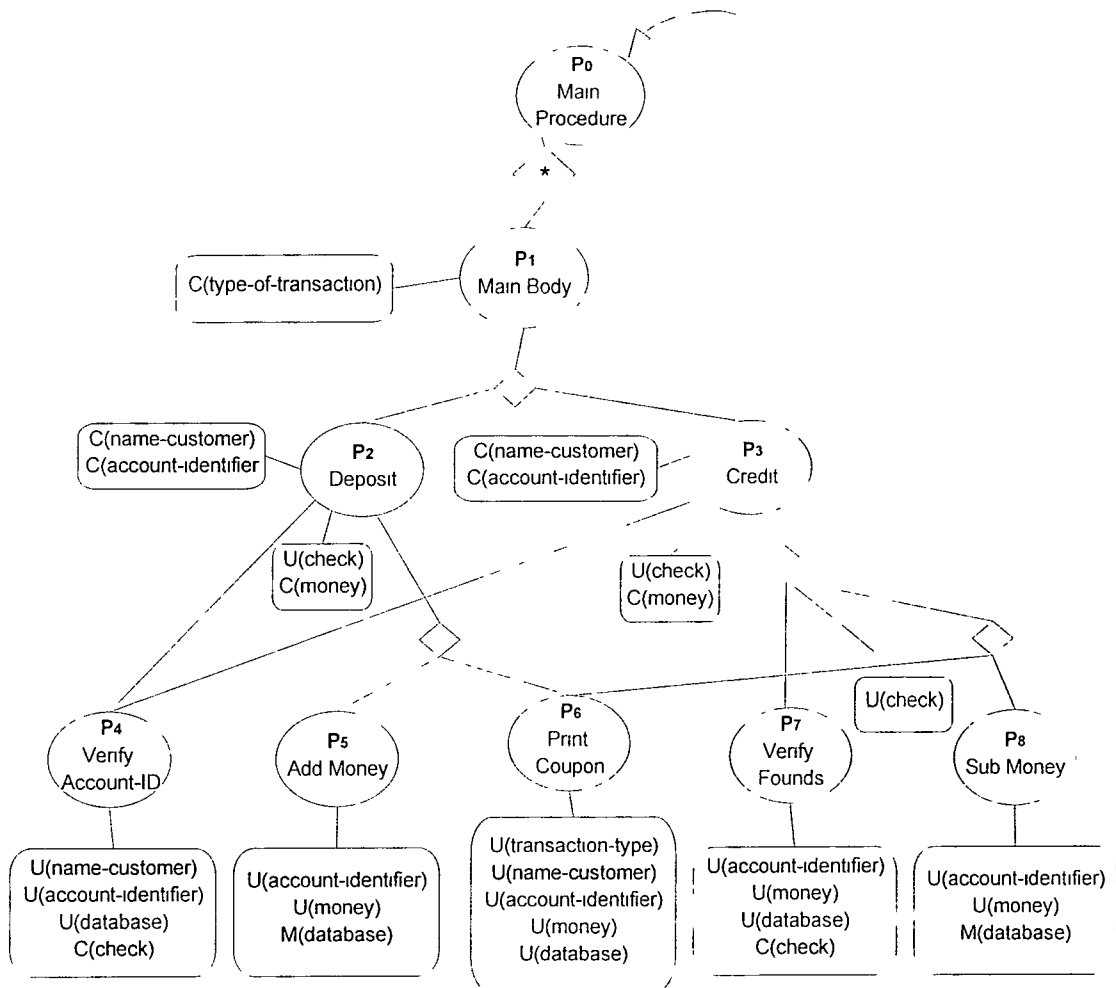 P0
Main
Procedure
*
P1
Main Body
C(type-of-transaction)
P2
Deposit
C(name-customer)
C(account-identifier
P3
Credit
C(name-customer)
C(account-identifier)
U(check)
C(money)
U(check)
C(money)
U(check)
P4
Verify
Account-ID
P5
Add Money
P6
Print
Coupon
P7
Verify
Founds
P8
Sub Money
U(name-customer)
U(account-identifier)
U(database)
C(check)
U(account-identifier)
U(money)
M(database)
U(transaction-type)
U(name-customer)
U(account-identifier)
U(money)
U(database)
U(account-identifier)
U(money)
U(database)
C(check)
U(account-identifier)
U(money)
M(database)